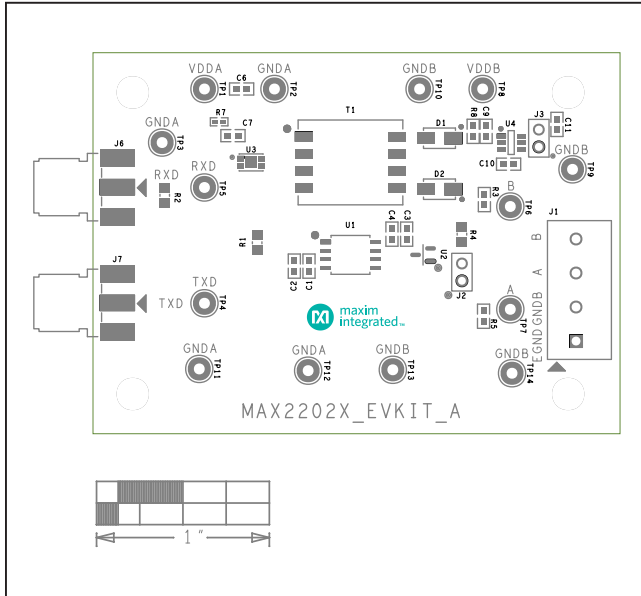 VDDA
GNDA
GNDB
VDDB
TP1
C6
TP2
TP10
TP8
R7
C7
T1
D1
R8
C9
U4
J3
C11
GNDA
TP3
J6
U3
C10
GNDB
TP9
RXD
RXD
TP5
R2
D2
R3
B
TP6
J1
B
A
GNDB
EGND
R1
U1
C4
C3
R4
U2
J2
C2
C1
J7
TXD
TXD
TP4
maxim
integrated™
A
TP7
R5
GNDA
TP11
GNDA
TP12
GNDB
TP13
GNDB
TP14
MAX2202X_EVKIT_A
1 "